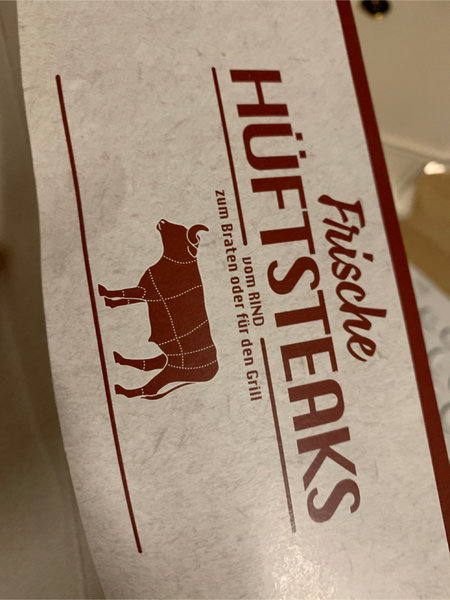 Frische
HÜFTSTEAKS
vom RIND
zum Braten oder für den Grill